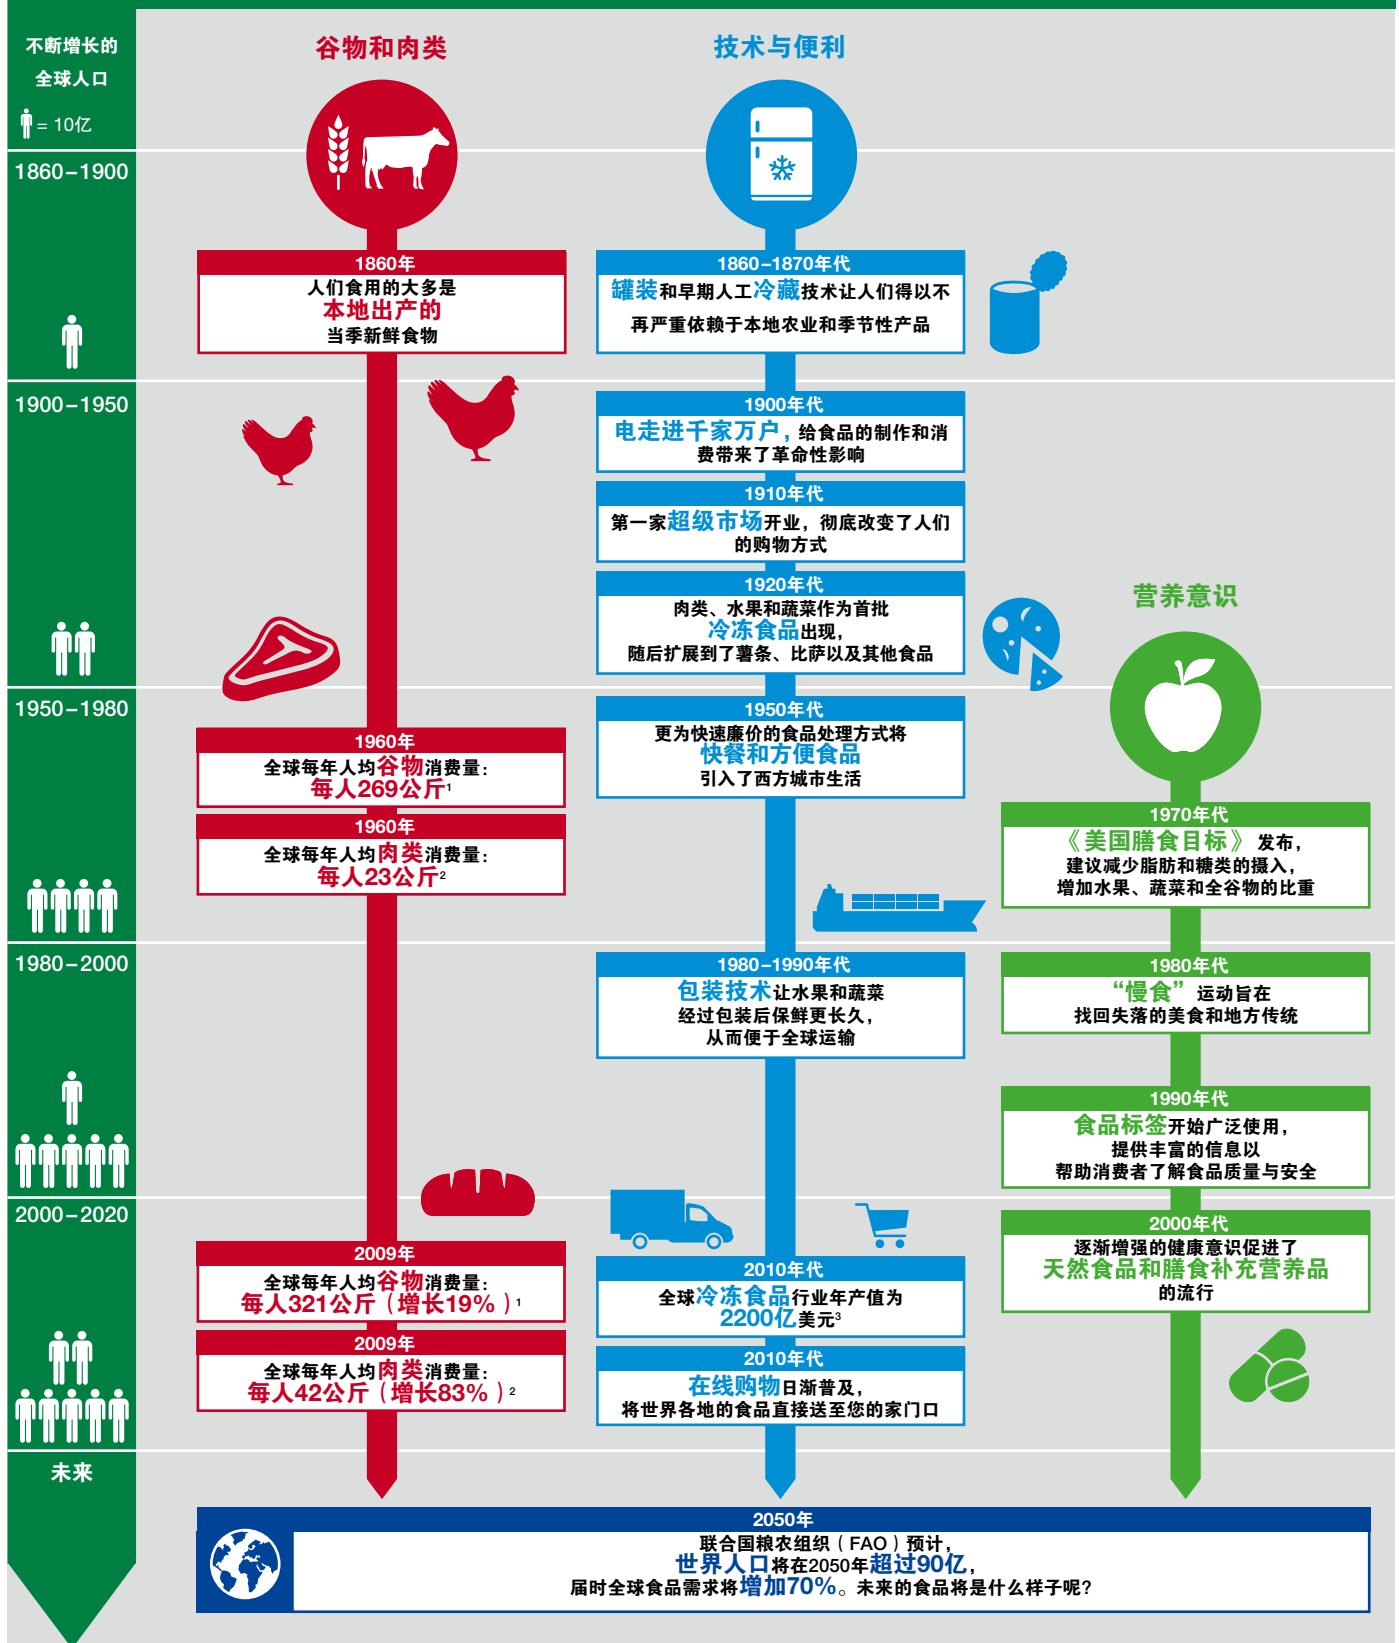 不断增长的
全球人口
= 10亿
谷物和肉类
技术与便利
1860–1900
1860年
人们食用的大多是
本地出产的
当季新鲜食物
1860–1870年代
罐装和早期人工冷藏技术让人们得以不
再严重依赖于本地农业和季节性产品
1900–1950
1900年代
电走进千家万户，给食品的制作和消
费带来了革命性影响
1910年代
第一家超级市场开业，彻底改变了人们
的购物方式
1920年代
肉类、水果和蔬菜作为首批
冷冻食品出现，
随后扩展到了薯条、比萨以及其他食品
营养意识
1950–1980
1960年
全球每年人均谷物消费量：
每人269公斤¹
1960年
全球每年人均肉类消费量：
每人23公斤²
1950年代
更为快速廉价的食品处理方式将
快餐和方便食品
引入了西方城市生活
1970年代
《美国膳食目标》发布，
建议减少脂肪和糖类的摄入，
增加水果、蔬菜和全谷物的比重
1980–2000
1980–1990年代
包装技术让水果和蔬菜
经过包装后保鲜更长久，
从而便于全球运输
1980年代
“慢食”运动旨在
找回失落的美食和地方传统
1990年代
食品标签开始广泛使用，
提供丰富的信息以
帮助消费者了解食品质量与安全
2000–2020
2009年
全球每年人均谷物消费量：
每人321公斤（增长19%）¹
2009年
全球每年人均肉类消费量：
每人42公斤（增长83%）²
2010年代
全球冷冻食品行业年产值为
2200亿美元³
2010年代
在线购物日渐普及，
将世界各地的食品直接送至您的家门口
2000年代
逐渐增强的健康意识促进了
天然食品和膳食补充营养品
的流行
未来
2050年
联合国粮农组织（FAO）预计，
世界人口将在2050年超过90亿，
届时全球食品需求将增加70%。未来的食品将是什么样子呢？